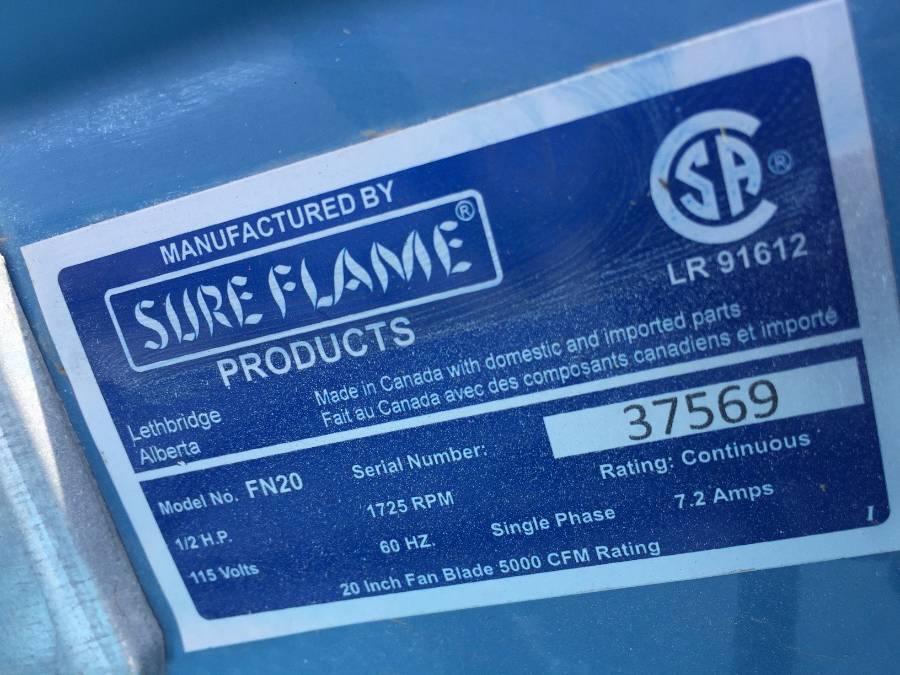 MANUFACTURED BY
SURE FLAME®
PRODUCTS
CSA®
LR 91612
Made in Canada with domestic and imported parts
Fait au Canada avec des composants canadiens et importé
Lethbridge
Alberta
Model No. FN20
Serial Number: 37569
1/2 H.P.
1725 RPM
Rating: Continuous
115 Volts
60 HZ.
Single Phase
7.2 Amps
20 Inch Fan Blade 5000 CFM Rating
I